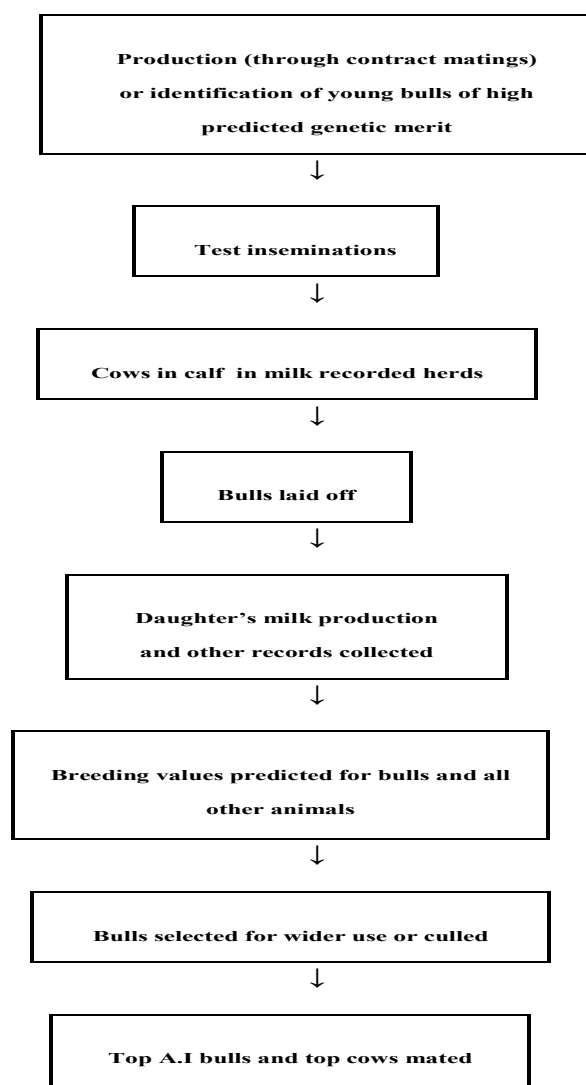 Production (through contract matings)
or identification of young bulls of high
predicted genetic merit
↓
Test inseminations
↓
Cows in calf in milk recorded herds
↓
Bulls laid off
↓
Daughter’s milk production
and other records collected
↓
Breeding values predicted for bulls and all
other animals
↓
Bulls selected for wider use or culled
↓
Top A.I bulls and top cows mated